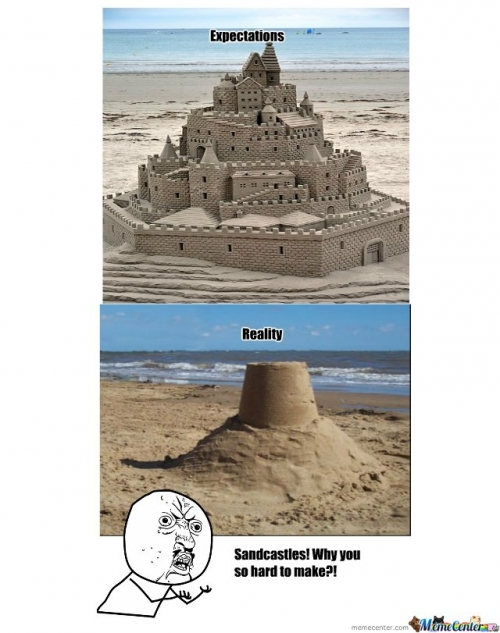 Expectations
Reality
Sandcastles! Why you
so hard to make?!
memecenter.com MemeCenter